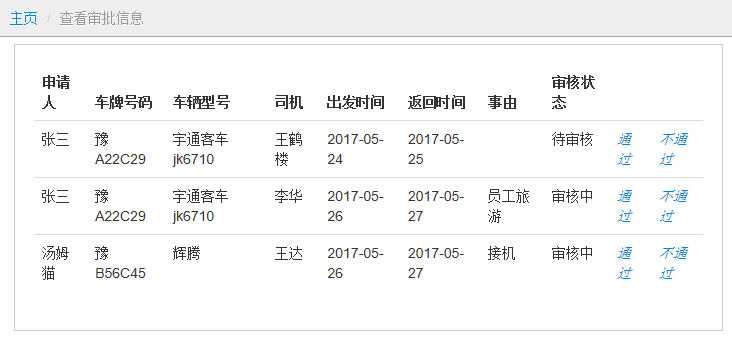 主页 / 查看审批信息
申请人 车牌号码 车辆型号 司机 出发时间 返回时间 事由 审核状态
张三 豫A22C29 宇通客车jk6710 王鹤楼 2017-05-24 2017-05-25 待审核 通过 不通过
张三 豫A22C29 宇通客车jk6710 李华 2017-05-26 2017-05-27 员工旅游 审核中 通过 不通过
汤姆猫 豫B56C45 辉腾 王达 2017-05-26 2017-05-27 接机 审核中 通过 不通过